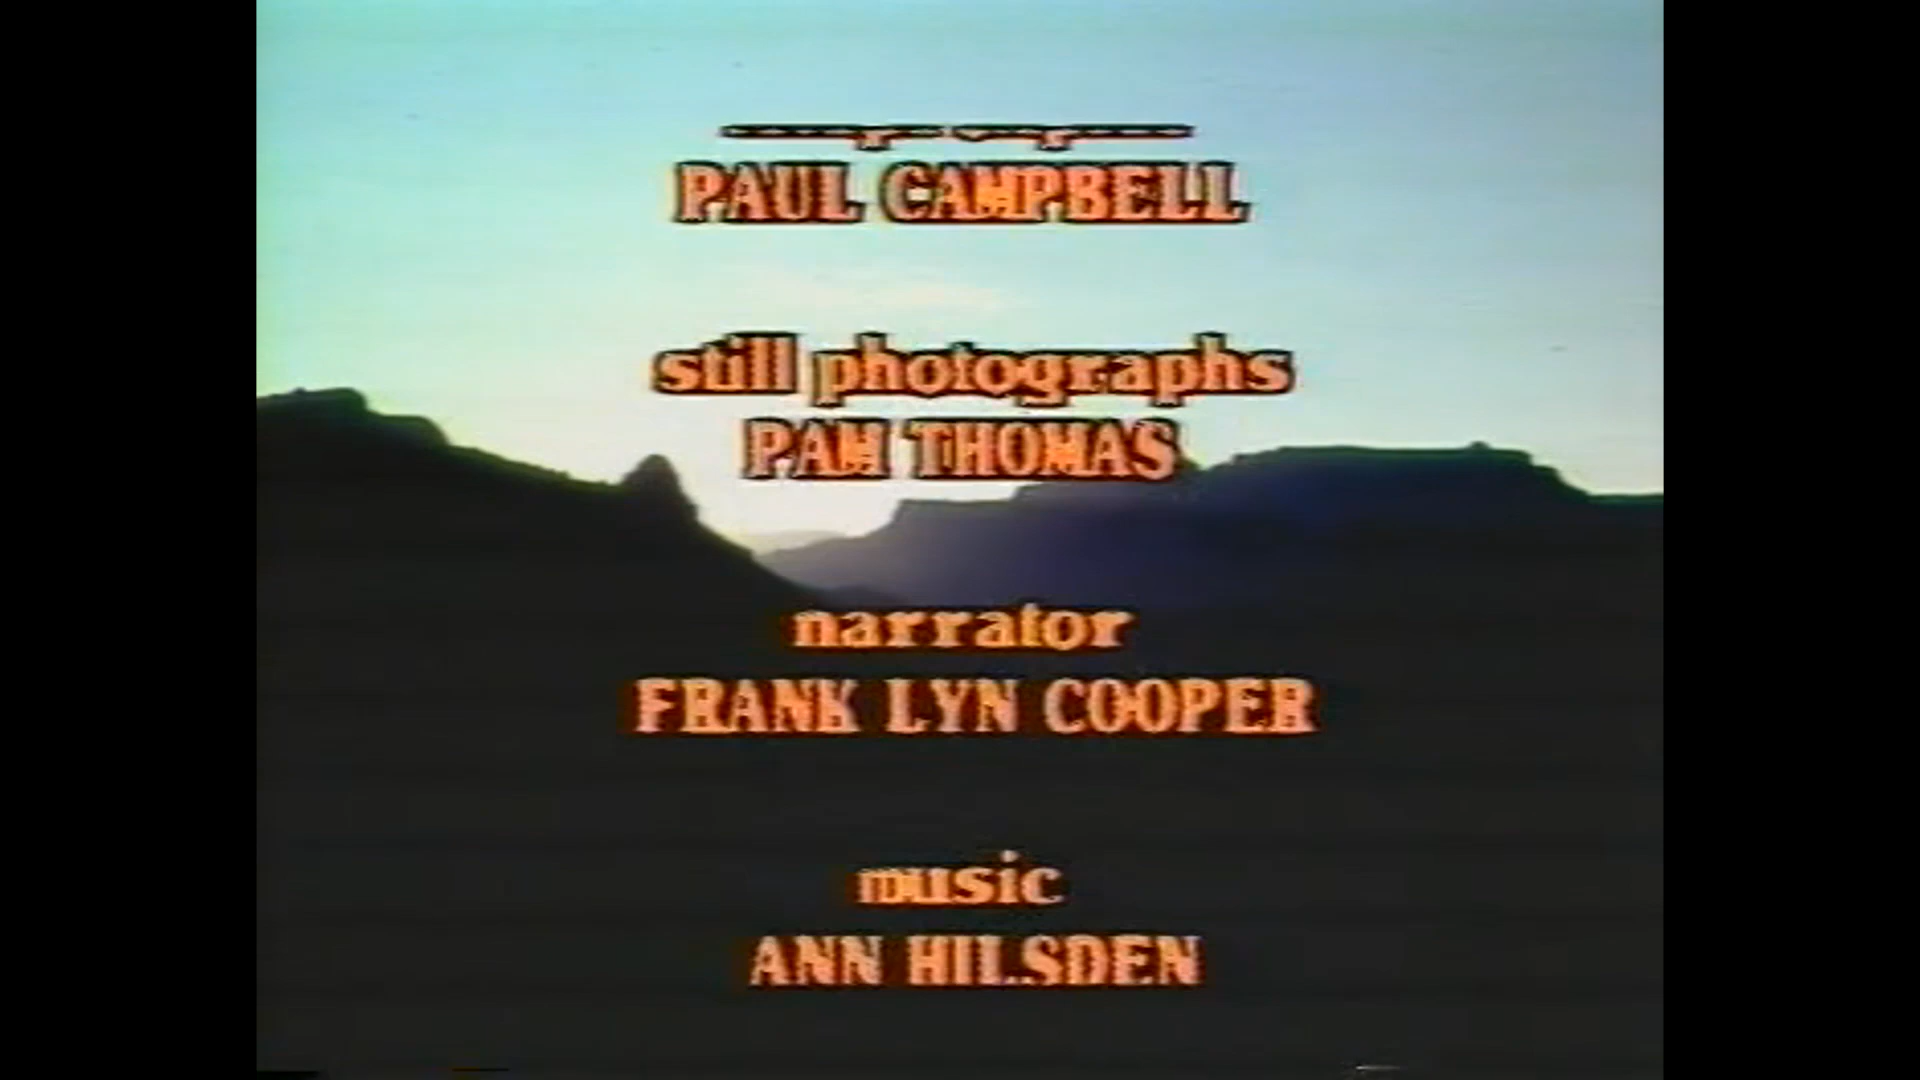 PAUL CAMPBELL
still photographs
PAM THOMAS
narrator
FRANK LYN COOPER
music
ANN HILSDEN